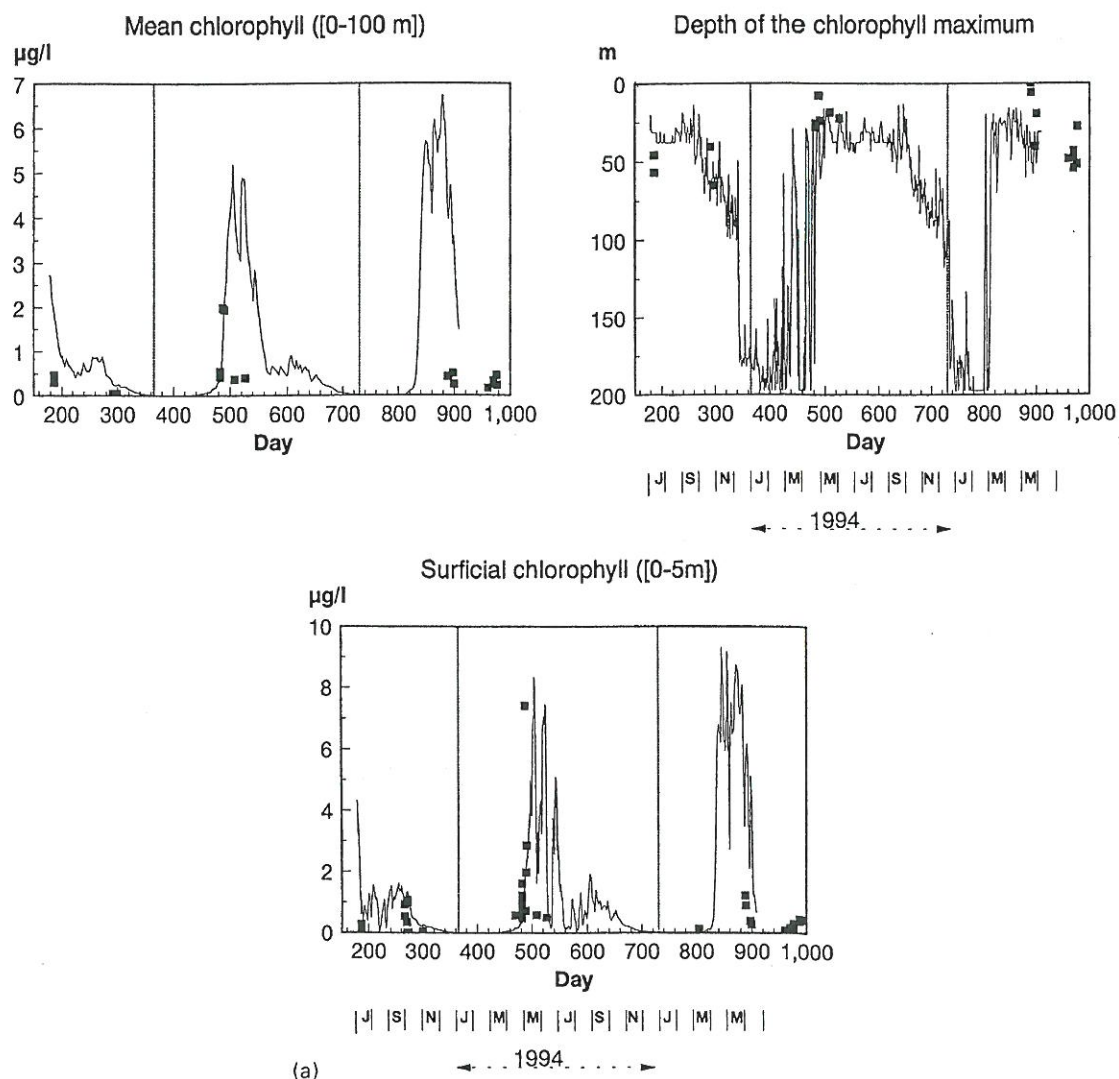 Mean chlorophyll ([0-100 m])
µg/l
7
6
5
4
3
2
1
0
200 300 400 500 600 700 800 900 1,000
Day
Depth of the chlorophyll maximum
m
0
50
100
150
200
200 300 400 500 600 700 800 900 1,000
Day
J S N J M M J S N J M M
1994
Surficial chlorophyll ([0-5m])
µg/l
10
8
6
4
2
0
200 300 400 500 600 700 800 900 1,000
Day
J S N J M M J S N J M M
1994
(a)